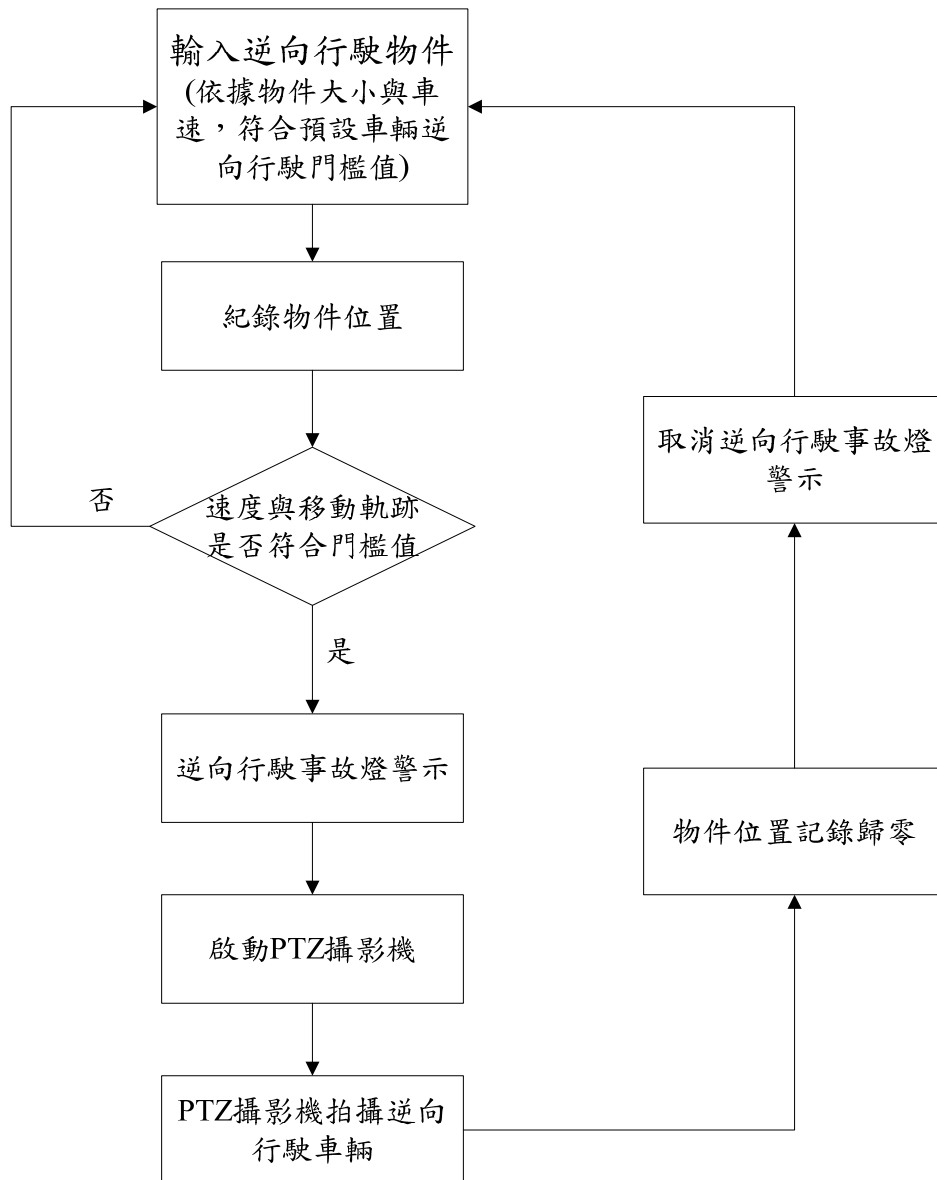 輸入逆向行駛物件
(依據物件大小與車
速，符合預設車輛逆
向行駛門檻值)
紀錄物件位置
速度與移動軌跡
是否符合門檻值
否
是
逆向行駛事故燈警示
啟動PTZ攝影機
PTZ攝影機拍攝逆向
行駛車輛
物件位置記錄歸零
取消逆向行駛事故燈
警示